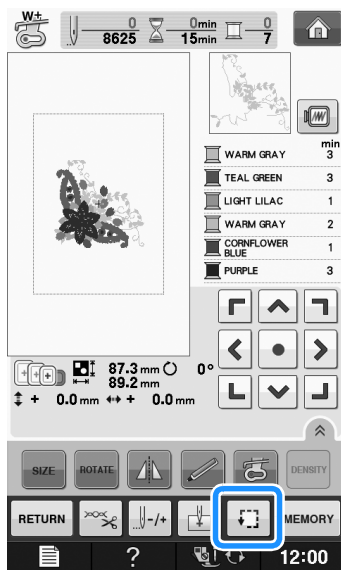 W+
0 0min 0
8625 15min 7
min
WARM GRAY 3
TEAL GREEN 3
LIGHT LILAC 1
WARM GRAY 2
CORNFLOWER
BLUE 1
PURPLE 3
87.3 mm 0°
89.2 mm
+ 0.0 mm + 0.0 mm
SIZE ROTATE DENSITY
RETURN -/+ MEMORY
? 12:00